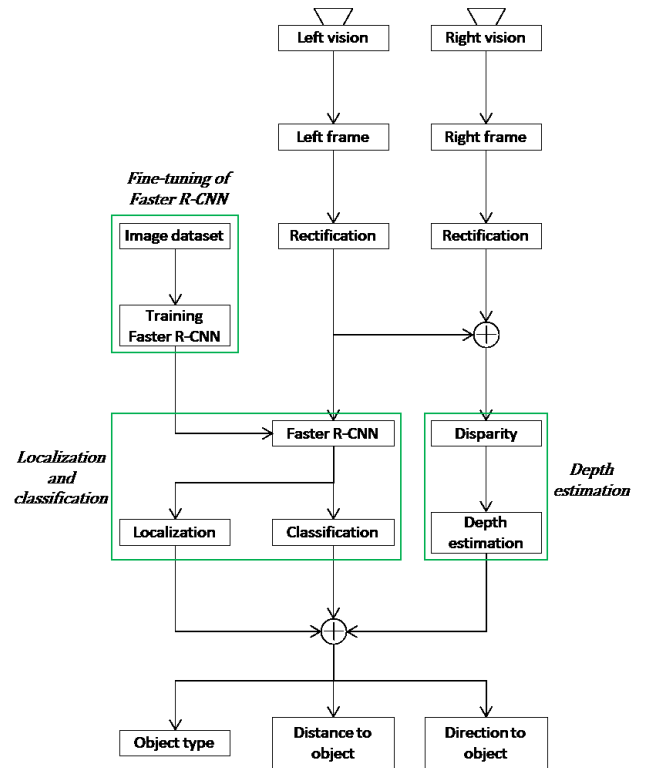 Left vision
Right vision
Left frame
Right frame
Fine-tuning of
Faster R-CNN
Image dataset
Rectification
Rectification
Training
Faster R-CNN
Localization
and
classification
Faster R-CNN
Disparity
Depth
estimation
Localization
Classification
Depth
estimation
Object type
Distance to
object
Direction to
object